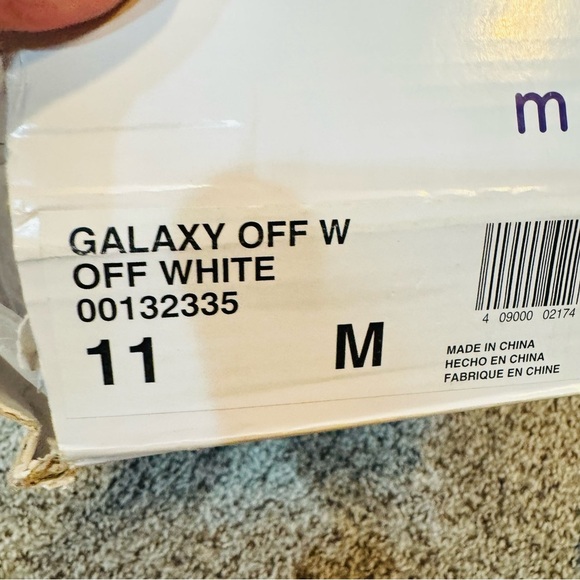 m
GALAXY OFF W
OFF WHITE
00132335
11 M
4 09000 02174
MADE IN CHINA
HECHO EN CHINA
FABRIQUE EN CHINE